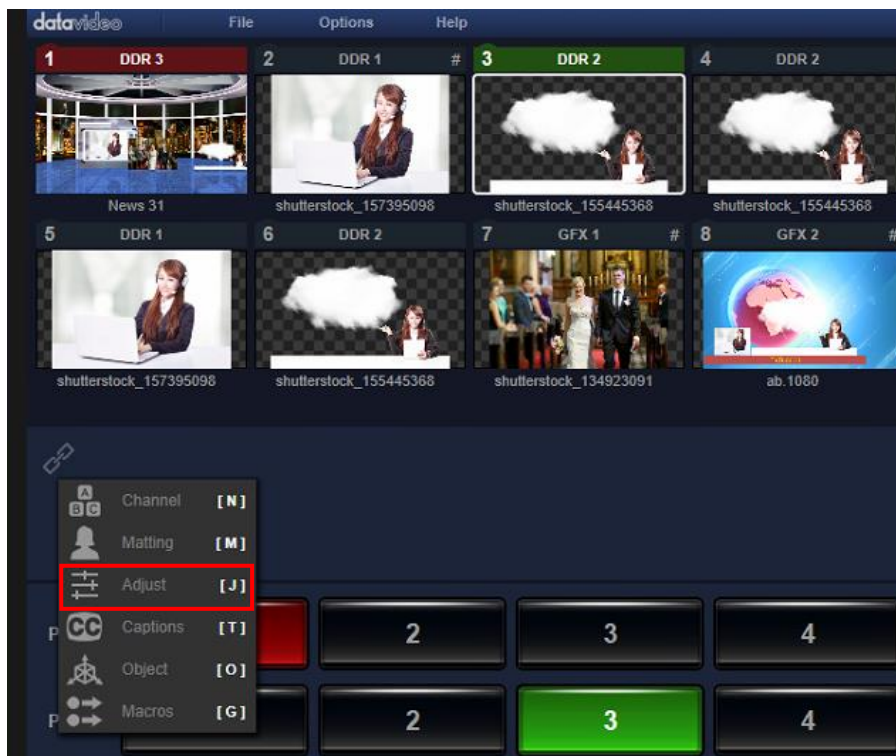 datavideo File Options Help
1 DDR 3 2 DDR 1 # 3 DDR 2 4 DDR 2
News 31 shutterstock_157395098 shutterstock_155445368 shutterstock_155445368
5 DDR 1 6 DDR 2 7 GFX 1 # 8 GFX 2 #
shutterstock_157395098 shutterstock_155445368 shutterstock_134923091 ab.1080
A B C Channel [ N ]
Matting [ M ]
Adjust [ J ]
P CC Captions [ T ] 2 3 4
Object [ O ]
P Macros [ G ] 2 3 4